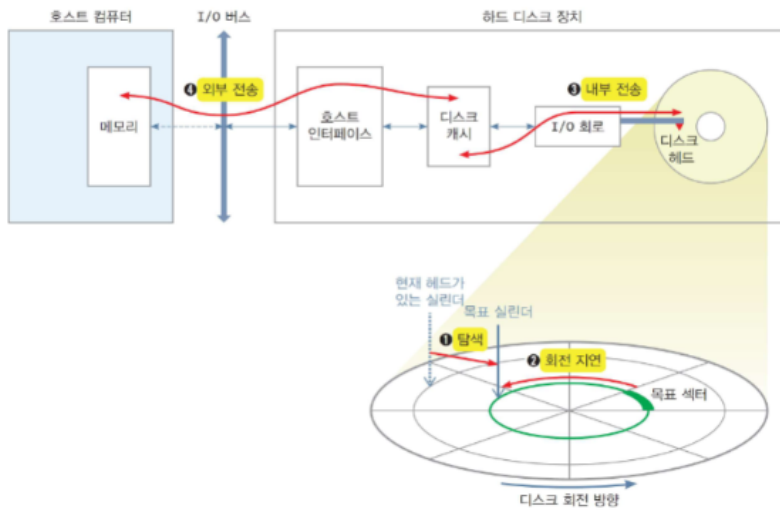 호스트 컴퓨터
I/O 버스
하드 디스크 장치
❹ 외부 전송
❸ 내부 전송
메모리
호스트
인터페이스
디스크
캐시
I/O 회로
디스크
헤드
현재 헤드가
있는 실린더
목표 실린더
❶ 탐색
❷ 회전 지연
목표 섹터
디스크 회전 방향